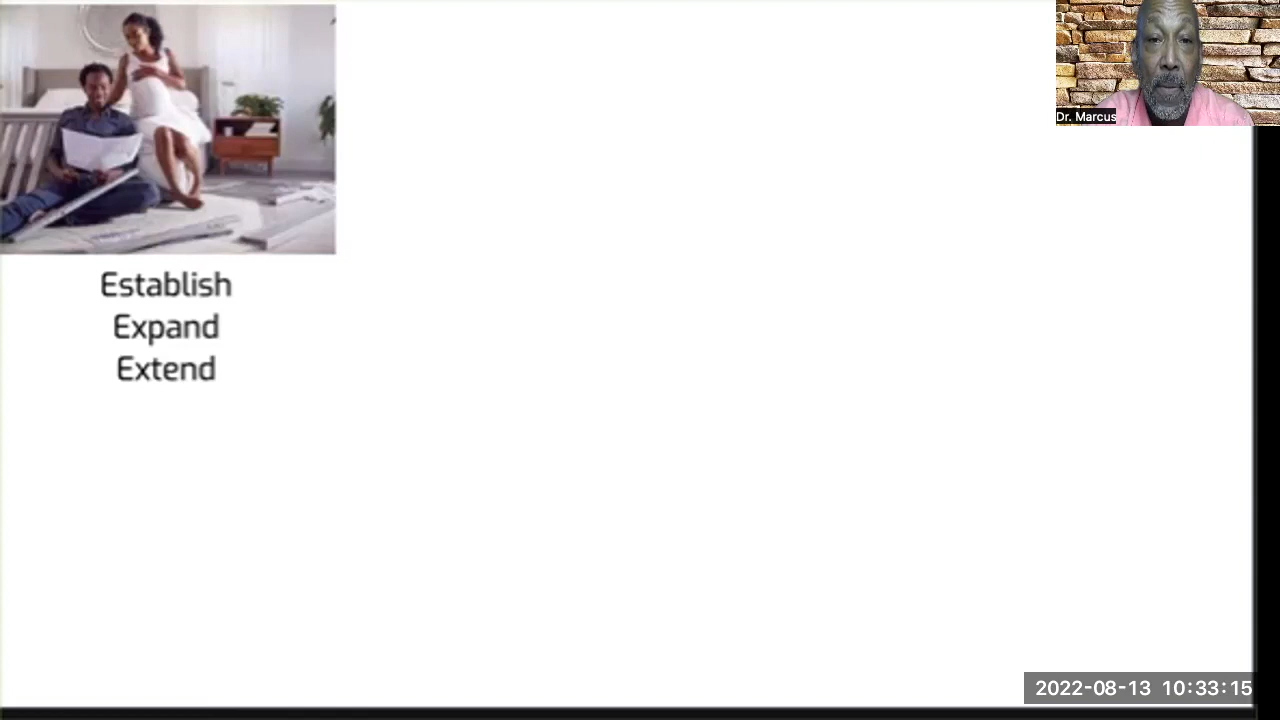 Dr. Marcus
Establish
Expand
Extend
2022-08-13 10:33:15